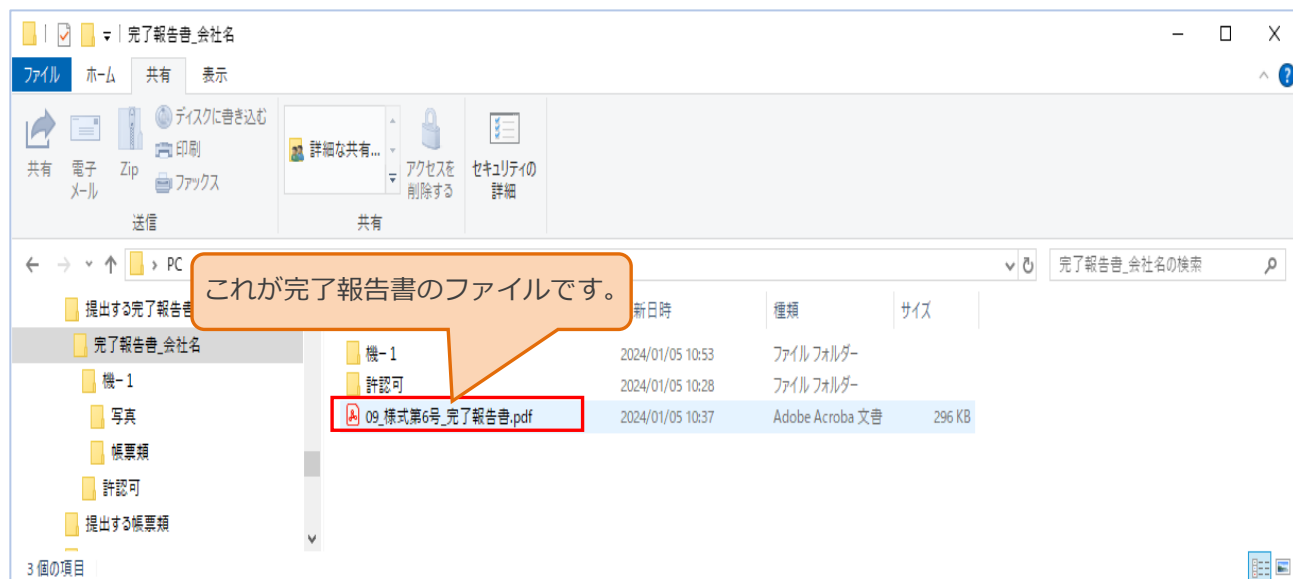 完了報告書_会社名
ファイル ホーム 共有 表示
共有
電子
メール
Zip
ディスクに書き込む
印刷
ファックス
送信
詳細な共有...
アクセスを
削除する
共有
セキュリティの
詳細
PC
完了報告書_会社名の検索
これが完了報告書のファイルです。
提出する完了報告書
完了報告書_会社名
機-1
写真
帳票類
許認可
提出する帳票類
新日時 種類 サイズ
機-1 2024/01/05 10:53 ファイル フォルダー
許認可 2024/01/05 10:28 ファイル フォルダー
09_様式第6号_完了報告書.pdf 2024/01/05 10:37 Adobe Acroba 文書 296 KB
3 個の項目